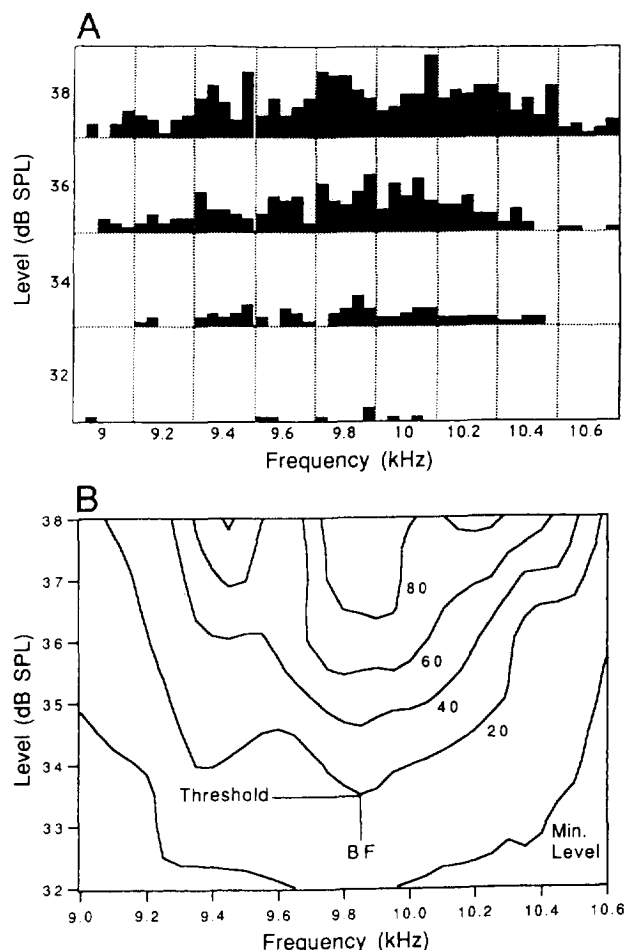 A
38
36
34
32
Level (dB SPL)
9 9.2 9.4 9.6 9.8 10 10.2 10.4 10.6
Frequency (kHz)
B
38
37
36
35
34
33
32
Level (dB SPL)
80
60
40
20
Threshold
BF
Min.
Level
9.0 9.2 9.4 9.6 9.8 10.0 10.2 10.4 10.6
Frequency (kHz)